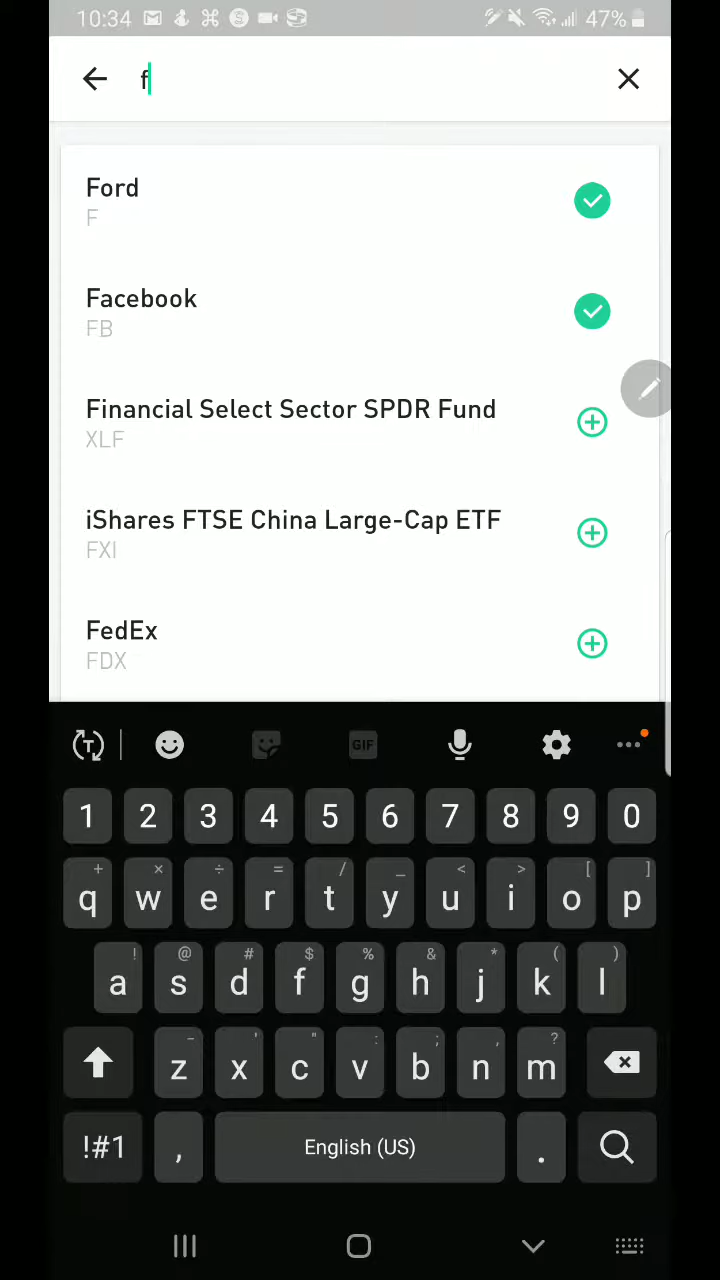 10:34 47%
f
Ford
F
Facebook
FB
Financial Select Sector SPDR Fund
XLF
iShares FTSE China Large-Cap ETF
FXI
FedEx
FDX
T GIF
1 2 3 4 5 6 7 8 9 0
+ × ÷ = / _ < > [ ]
q w e r t y u i o p
! @ # $ % & * ( )
a s d f g h j k l
- ' " : ; , ?
z x c v b n m
!#1 , English (US) .